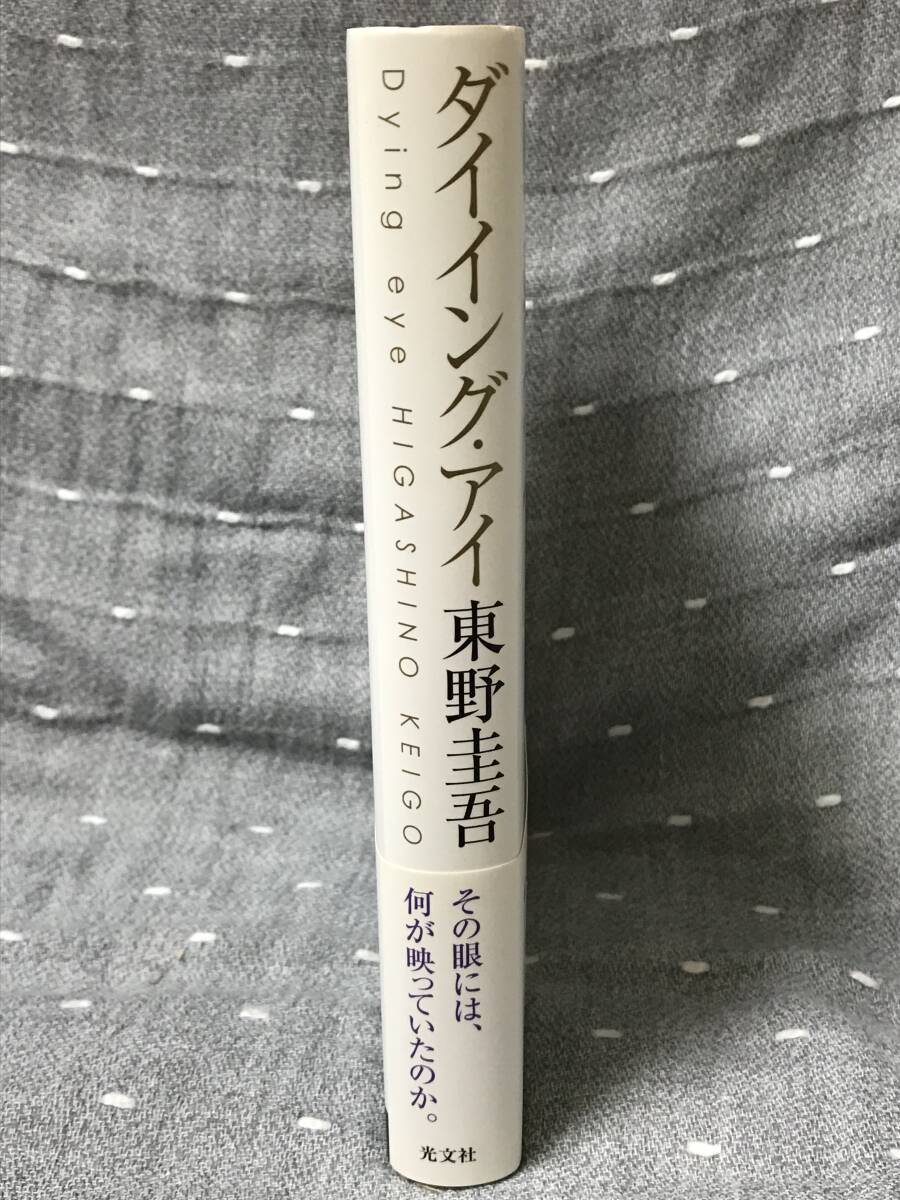 ダイイング・アイ 東野圭吾
Dying eye HIGASHINO KEIGO
その眼には、
何が映っていたのか。
光文社